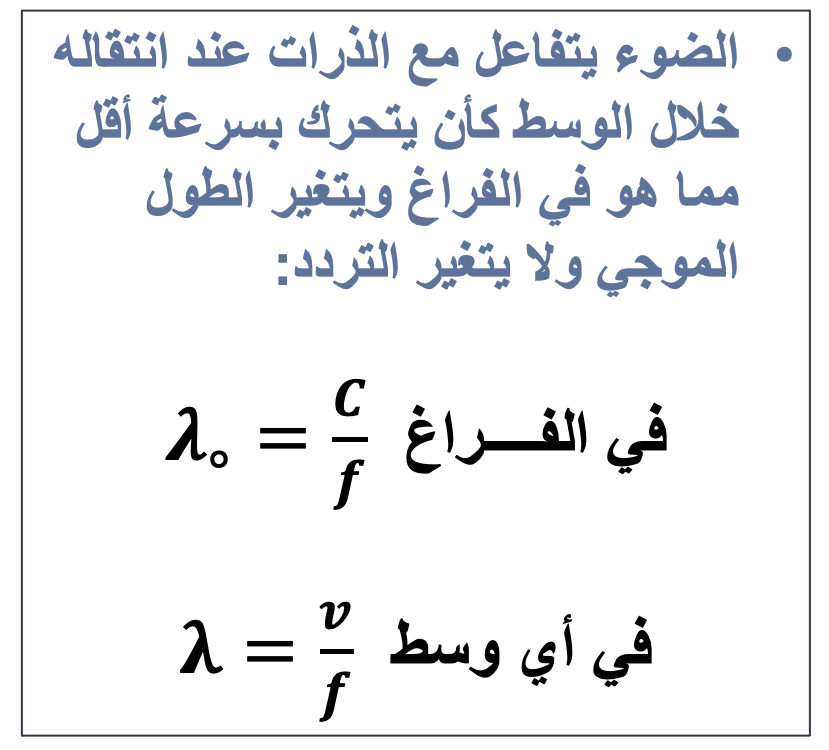 • الضوء يتفاعل مع الذرات عند انتقاله
خلال الوسط كأن يتحرك بسرعة أقل
مما هو في الفراغ ويتغير الطول
الموجي ولا يتغير التردد:
في الفـــراغ λ∘ = C/f
في أي وسط λ = v/f